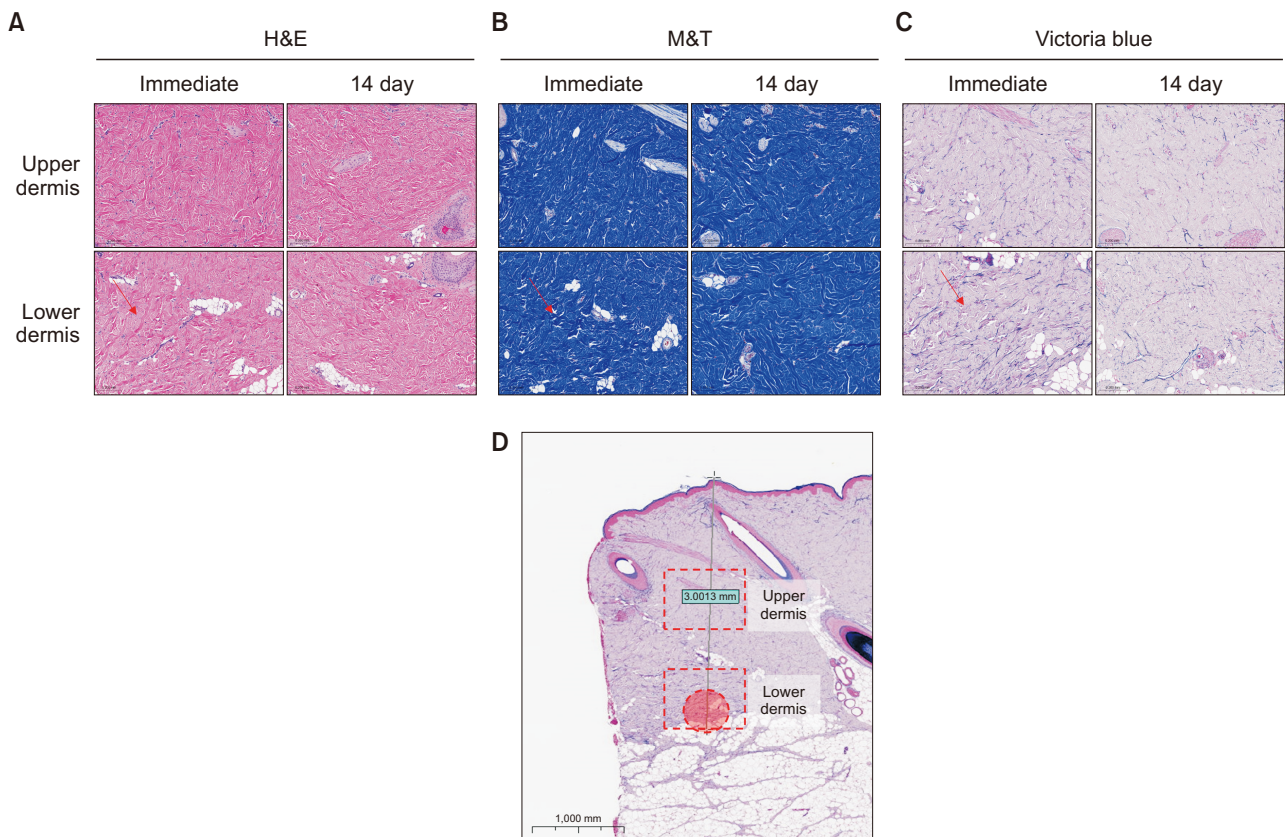 A
H&E
Immediate
14 day
Upper
dermis
Lower
dermis
B
M&T
Immediate
14 day
C
Victoria blue
Immediate
14 day
D
3.0013 mm
Upper
dermis
Lower
dermis
1,000 mm